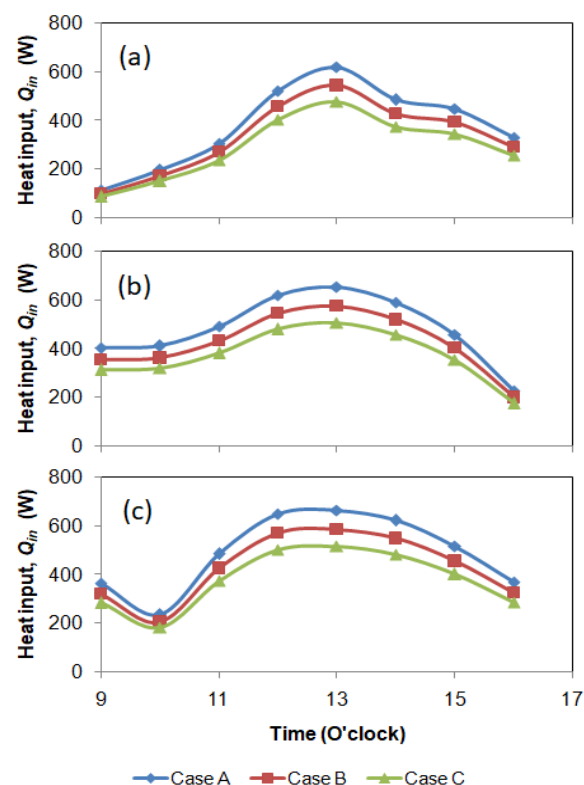 800
600
400
200
0
Heat input, Qin (W)
(a)
800
600
400
200
0
Heat input, Qin (W)
(b)
800
600
400
200
0
Heat input, Qin (W)
(c)
9 11 13 15 17
Time (O'clock)
Case A Case B Case C